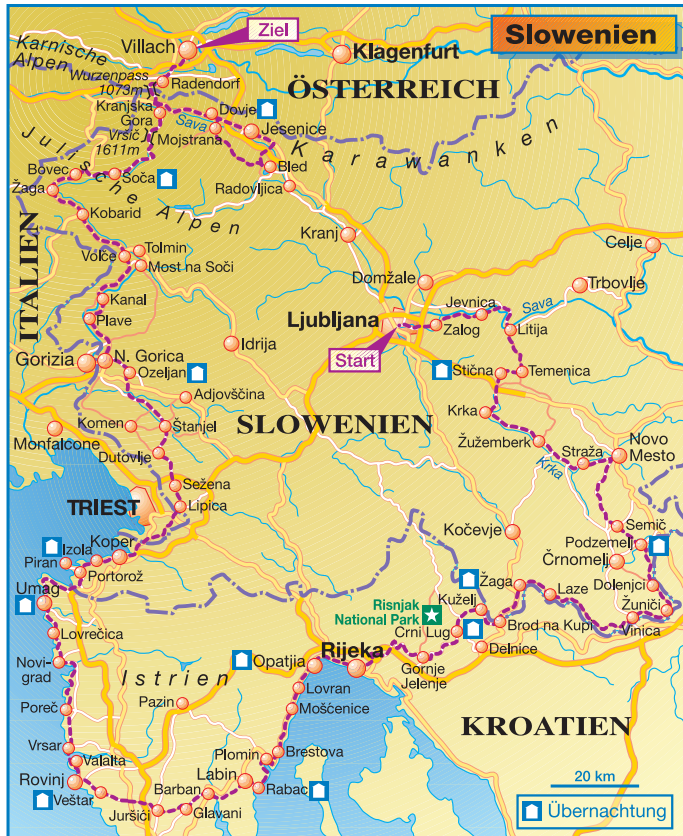 Slowenien
Ziel
Villach
Klagenfurt
Karnische
Alpen
Wurzenpass
1073m
Radendorf
ÖSTERREICH
Kranjska
Gora
Dovje
Sava
Jesenice
Vršič
1611m
Mojstrana
Karawanken
Julische Alpen
Bled
Bovec
Soča
Radovljica
Žaga
Kobarid
ITALIEN
Kranj
Celje
Tolmin
Volče
Most na Soči
Domžale
Trbovlje
Kanal
Jevnica
Sava
Plave
Ljubljana
Zalog
Litija
Idrija
Start
Gorizia
N. Gorica
Ozeljan
Stična
Temenica
Adjovščina
Krka
SLOWENIEN
Komen
Štanjel
Monfalcone
Žužemberk
Novo
Mesto
Dutovlje
Straža
Krka
Sežena
TRIEST
Lipica
Semič
Kočevje
Podzemelj
Koper
Izola
Črnomelj
Piran
Portorož
Žaga
Dolenjci
Umag
Laze
Kuželj
Žuniči
Risnjak
National Park
Crni Lug
Brod na Kupi
Vinica
Lovrečica
Delnice
Rijeka
Opatjia
Novi-
grad
Istrien
Gornje
Jelenje
Lovran
Pazin
Poreč
Mošćenice
KROATIEN
Vrsar
Plomin
Brestova
Valalta
Labin
Rovinj
Barban
Rabac
20 km
Veštar
Juršići
Glavani
Übernachtung